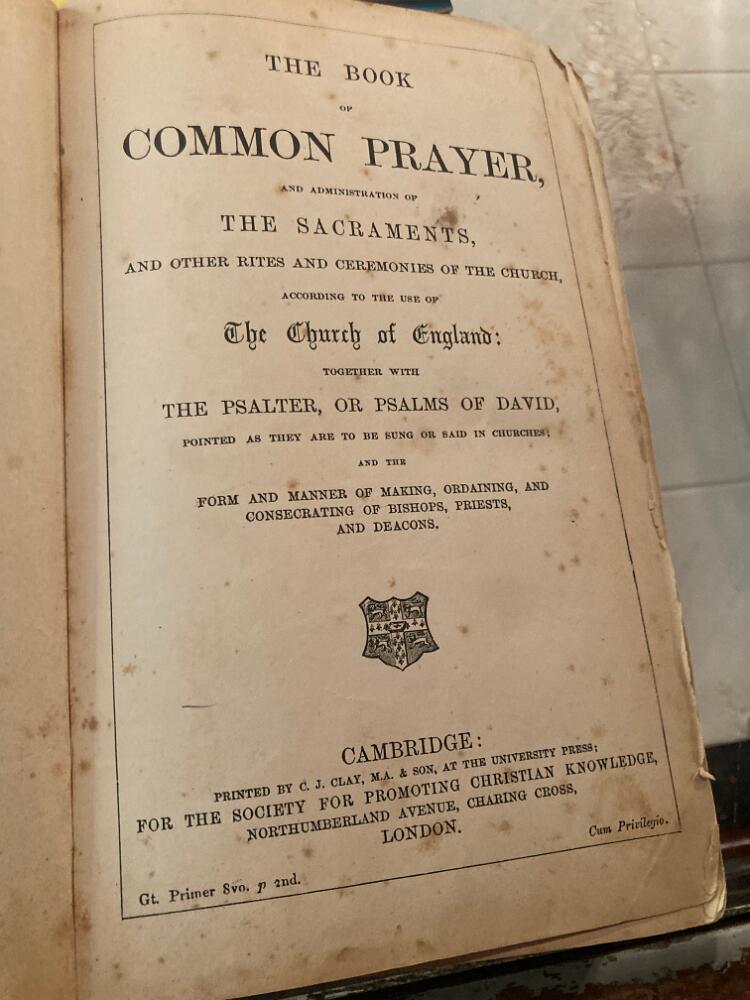 THE BOOK
OF
COMMON PRAYER,
AND ADMINISTRATION OF
THE SACRAMENTS,
AND OTHER RITES AND CEREMONIES OF THE CHURCH,
ACCORDING TO THE USE OF
The Church of England:
TOGETHER WITH
THE PSALTER, OR PSALMS OF DAVID,
POINTED AS THEY ARE TO BE SUNG OR SAID IN CHURCHES;
AND THE
FORM AND MANNER OF MAKING, ORDAINING, AND
CONSECRATING OF BISHOPS, PRIESTS,
AND DEACONS.
CAMBRIDGE:
PRINTED BY C. J. CLAY, M.A. & SON, AT THE UNIVERSITY PRESS;
FOR THE SOCIETY FOR PROMOTING CHRISTIAN KNOWLEDGE,
NORTHUMBERLAND AVENUE, CHARING CROSS,
LONDON.
Gt. Primer 8vo. p 2nd.
Cum Privilegio.